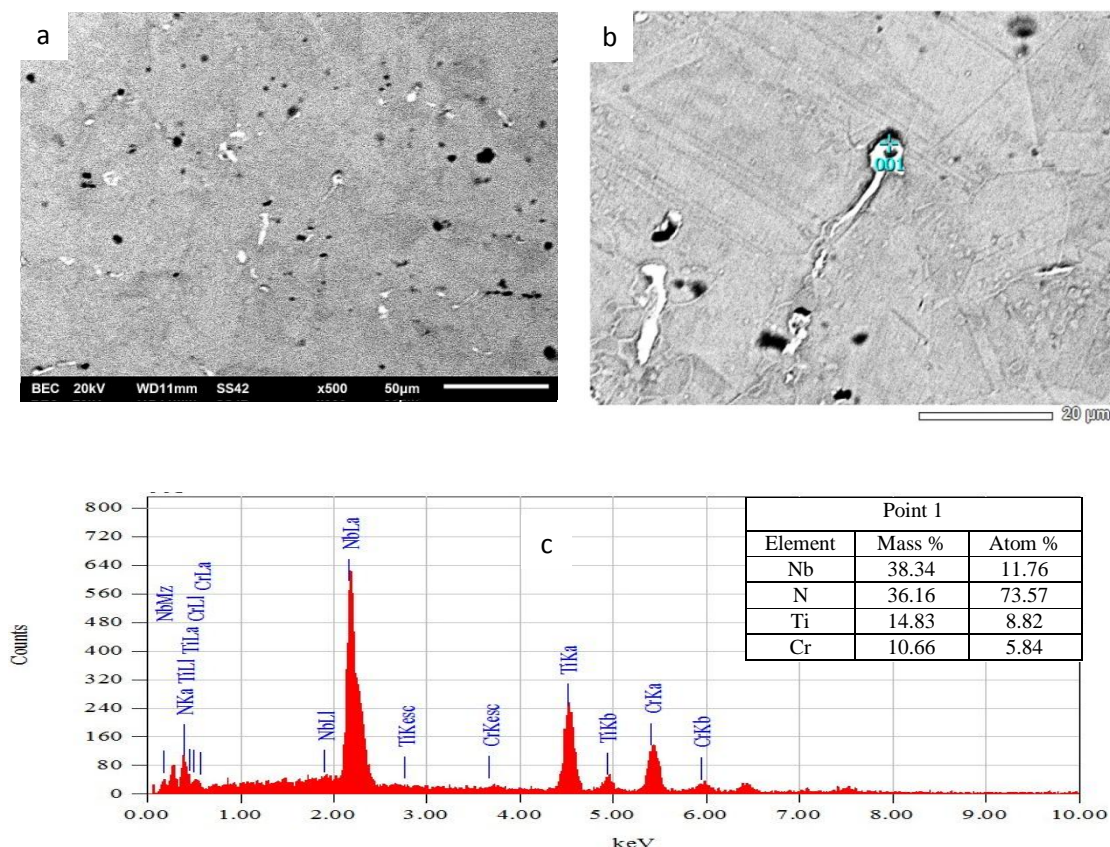 a
b
001
BEC 20kV WD11mm SS42 x500 50µm
20 µm
c
Counts
800
720
640
560
480
400
320
240
160
80
0
0.00 1.00 2.00 3.00 4.00 5.00 6.00 7.00 8.00 9.00 10.00
keV
NbMz
NKa
TiLl
TiLa
CrLl
CrLa
NbLl
NbLa
TiKesc
CrKesc
TiKa
TiKb
CrKa
CrKb
Point 1
Element Mass % Atom %
Nb 38.34 11.76
N 36.16 73.57
Ti 14.83 8.82
Cr 10.66 5.84